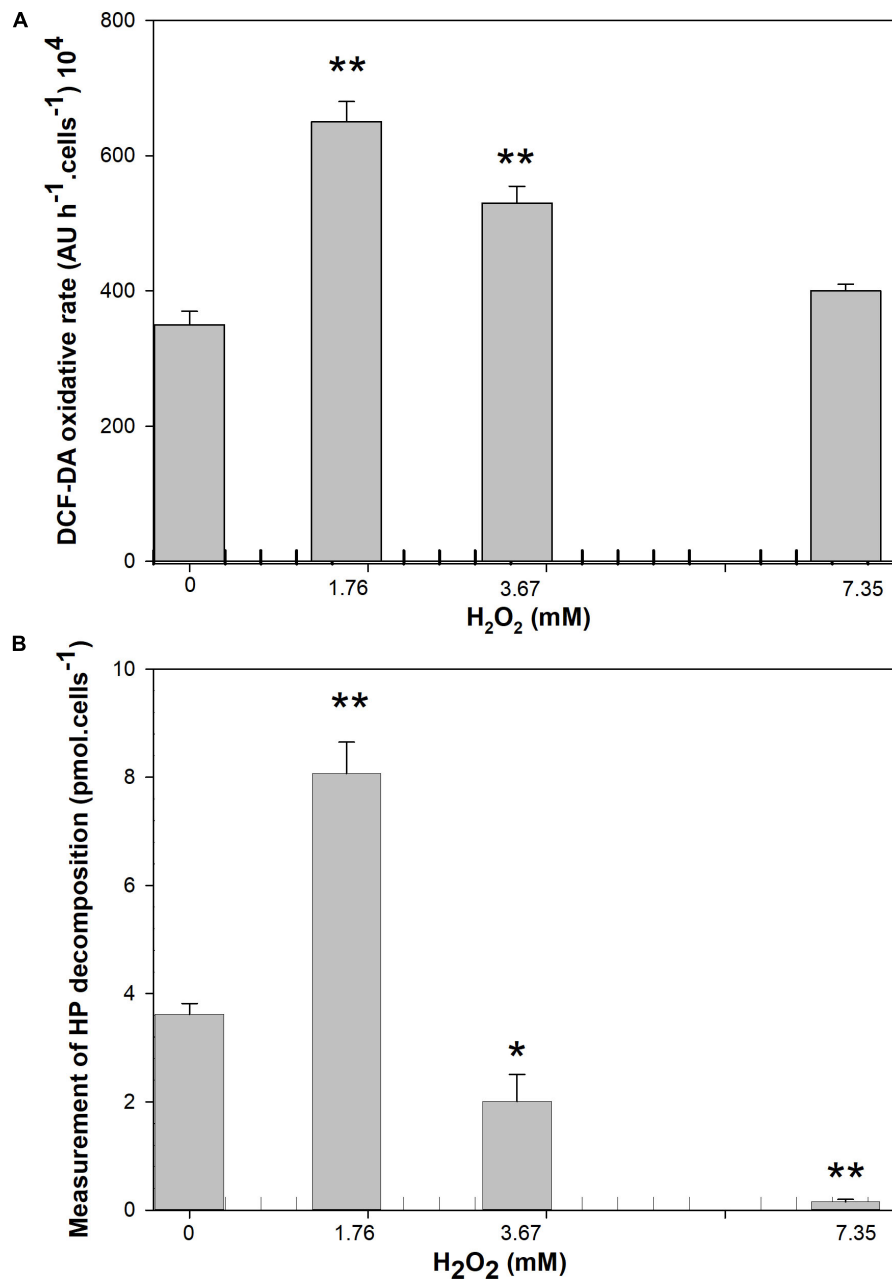 A
DCF-DA oxidative rate (AU h⁻¹.cells⁻¹) 10⁴
800
600
400
200
0
**
**
0 1.76 3.67 7.35
H₂O₂ (mM)
B
Measurement of HP decomposition (pmol.cells⁻¹)
10
8
6
4
2
0
**
*
**
0 1.76 3.67 7.35
H₂O₂ (mM)